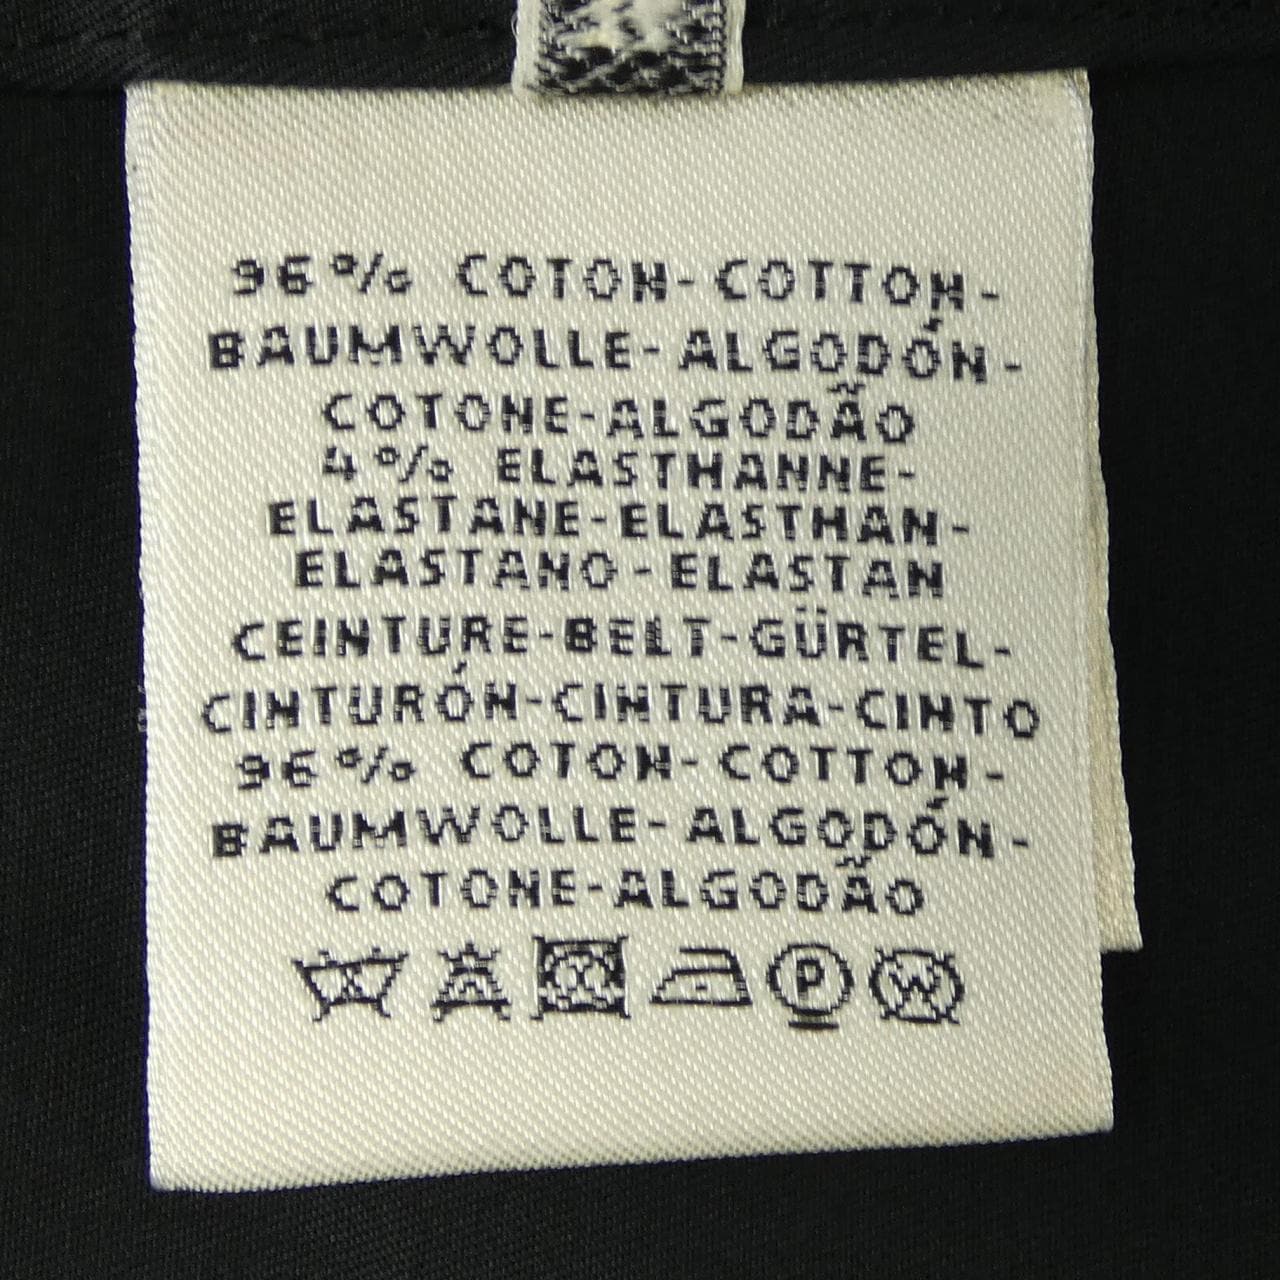 96% COTON-COTTON-
BAUMWOLLE-ALGODÓN-
COTONE-ALGODÃO
4% ELASTHANNE-
ELASTANE-ELASTHAN-
ELASTANO-ELASTAN
CEINTURE-BELT-GÜRTEL-
CINTURÓN-CINTURA-CINTO
96% COTON-COTTON-
BAUMWOLLE-ALGODÓN-
COTONE-ALGODÃO
P W